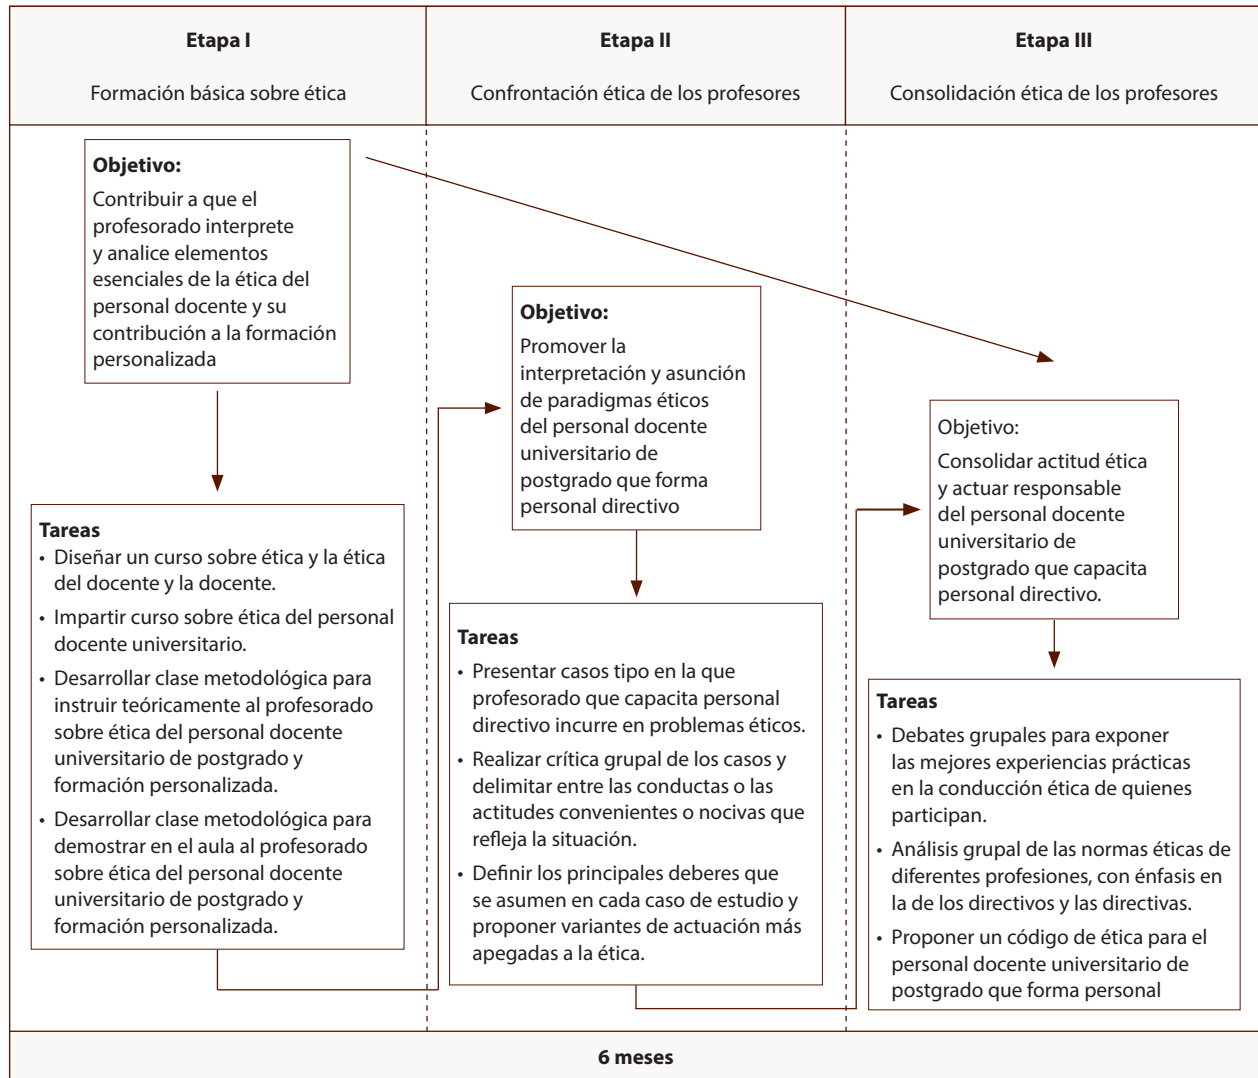 Etapa I
Formación básica sobre ética
Etapa II
Confrontación ética de los profesores
Etapa III
Consolidación ética de los profesores
Objetivo:
Contribuir a que el
profesorado interprete
y analice elementos
esenciales de la ética del
personal docente y su
contribución a la formación
personalizada
Tareas
• Diseñar un curso sobre ética y la ética
del docente y la docente.
• Impartir curso sobre ética del personal
docente universitario.
• Desarrollar clase metodológica para
instruir teóricamente al profesorado
sobre ética del personal docente
universitario de postgrado y
formación personalizada.
• Desarrollar clase metodológica para
demostrar en el aula al profesorado
sobre ética del personal docente
universitario de postgrado y
formación personalizada.
Objetivo:
Promover la
interpretación y asunción
de paradigmas éticos
del personal docente
universitario de
postgrado que forma
personal directivo
Tareas
• Presentar casos tipo en la que
profesorado que capacita personal
directivo incurre en problemas éticos.
• Realizar crítica grupal de los casos y
delimitar entre las conductas o las
actitudes convenientes o nocivas que
refleja la situación.
• Definir los principales deberes que
se asumen en cada caso de estudio y
proponer variantes de actuación más
apegadas a la ética.
Objetivo:
Consolidar actitud ética
y actuar responsable
del personal docente
universitario de
postgrado que capacita
personal directivo.
Tareas
• Debates grupales para exponer
las mejores experiencias prácticas
en la conducción ética de quienes
participan.
• Análisis grupal de las normas éticas de
diferentes profesiones, con énfasis en
la de los directivos y las directivas.
• Proponer un código de ética para el
personal docente universitario de
postgrado que forma personal
6 meses